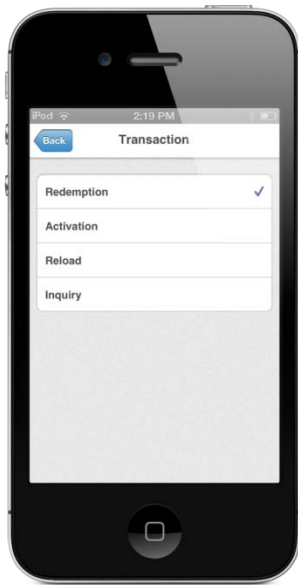 iPod 2:19 PM
Back Transaction
Redemption
Activation
Reload
Inquiry